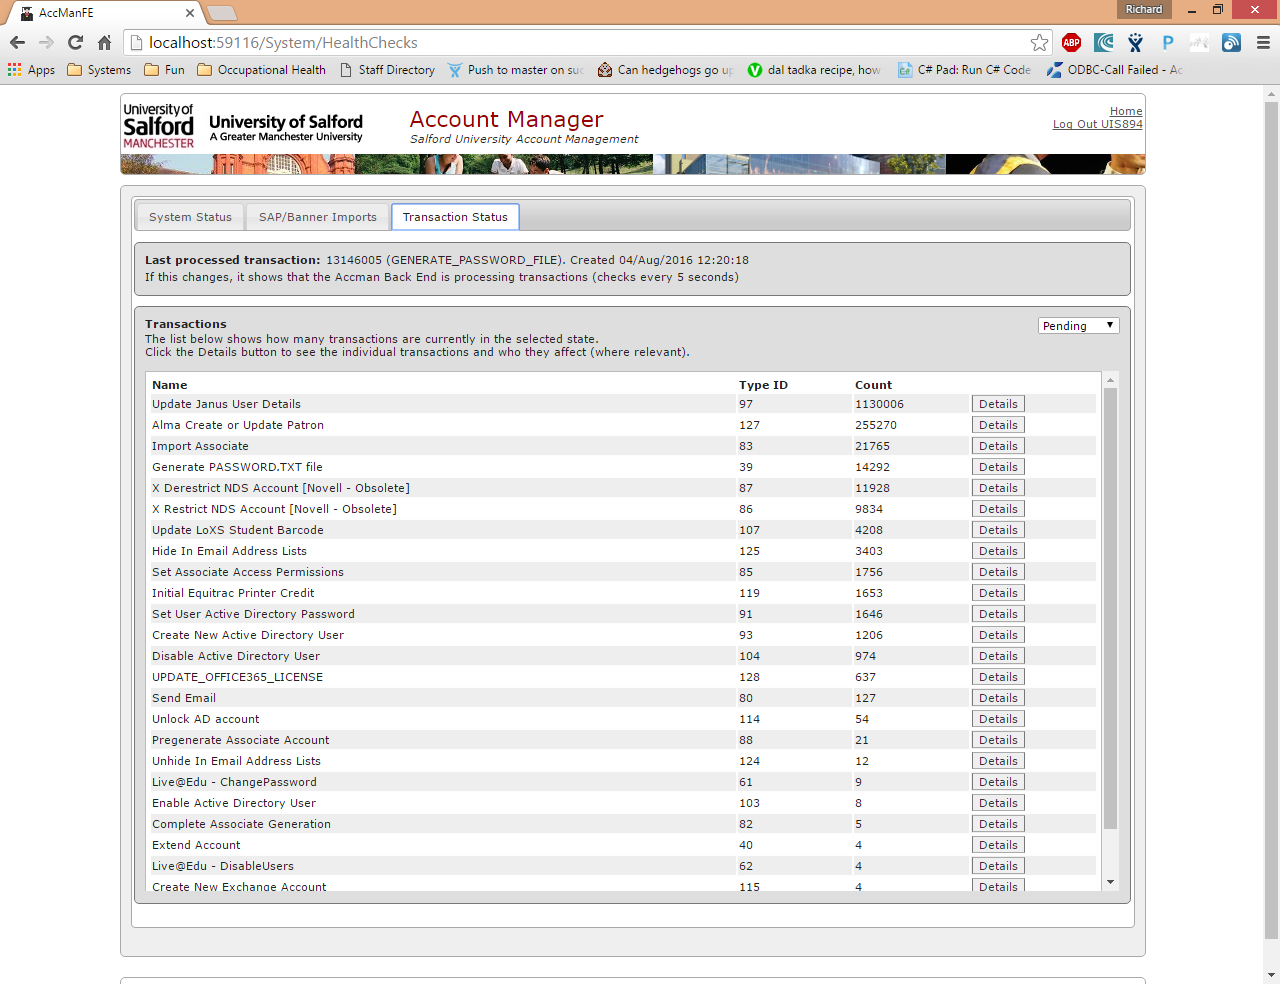 AccManFE
Richard
localhost:59116/System/HealthChecks
ABP
Apps Systems Fun Occupational Health Staff Directory Push to master on suc Can hedgehogs go up dal tadka recipe, how C# Pad: Run C# Code ODBC-Call Failed - Ac
University of
Salford
MANCHESTER
University of Salford
A Greater Manchester University
Account Manager
Salford University Account Management
Home
Log Out UIS894
System Status SAP/Banner Imports Transaction Status
Last processed transaction: 13146005 (GENERATE_PASSWORD_FILE). Created 04/Aug/2016 12:20:18
If this changes, it shows that the Accman Back End is processing transactions (checks every 5 seconds)
Transactions
Pending
The list below shows how many transactions are currently in the selected state.
Click the Details button to see the individual transactions and who they affect (where relevant).
Name Type ID Count
Update Janus User Details 97 1130006 Details
Alma Create or Update Patron 127 255270 Details
Import Associate 83 21765 Details
Generate PASSWORD.TXT file 39 14292 Details
X Derestrict NDS Account [Novell - Obsolete] 87 11928 Details
X Restrict NDS Account [Novell - Obsolete] 86 9834 Details
Update LoXS Student Barcode 107 4208 Details
Hide In Email Address Lists 125 3403 Details
Set Associate Access Permissions 85 1756 Details
Initial Equitrac Printer Credit 119 1653 Details
Set User Active Directory Password 91 1646 Details
Create New Active Directory User 93 1206 Details
Disable Active Directory User 104 974 Details
UPDATE_OFFICE365_LICENSE 128 637 Details
Send Email 80 127 Details
Unlock AD account 114 54 Details
Pregenerate Associate Account 88 21 Details
Unhide In Email Address Lists 124 12 Details
Live@Edu - ChangePassword 61 9 Details
Enable Active Directory User 103 8 Details
Complete Associate Generation 82 5 Details
Extend Account 40 4 Details
Live@Edu - DisableUsers 62 4 Details
Create New Exchange Account 115 4 Details